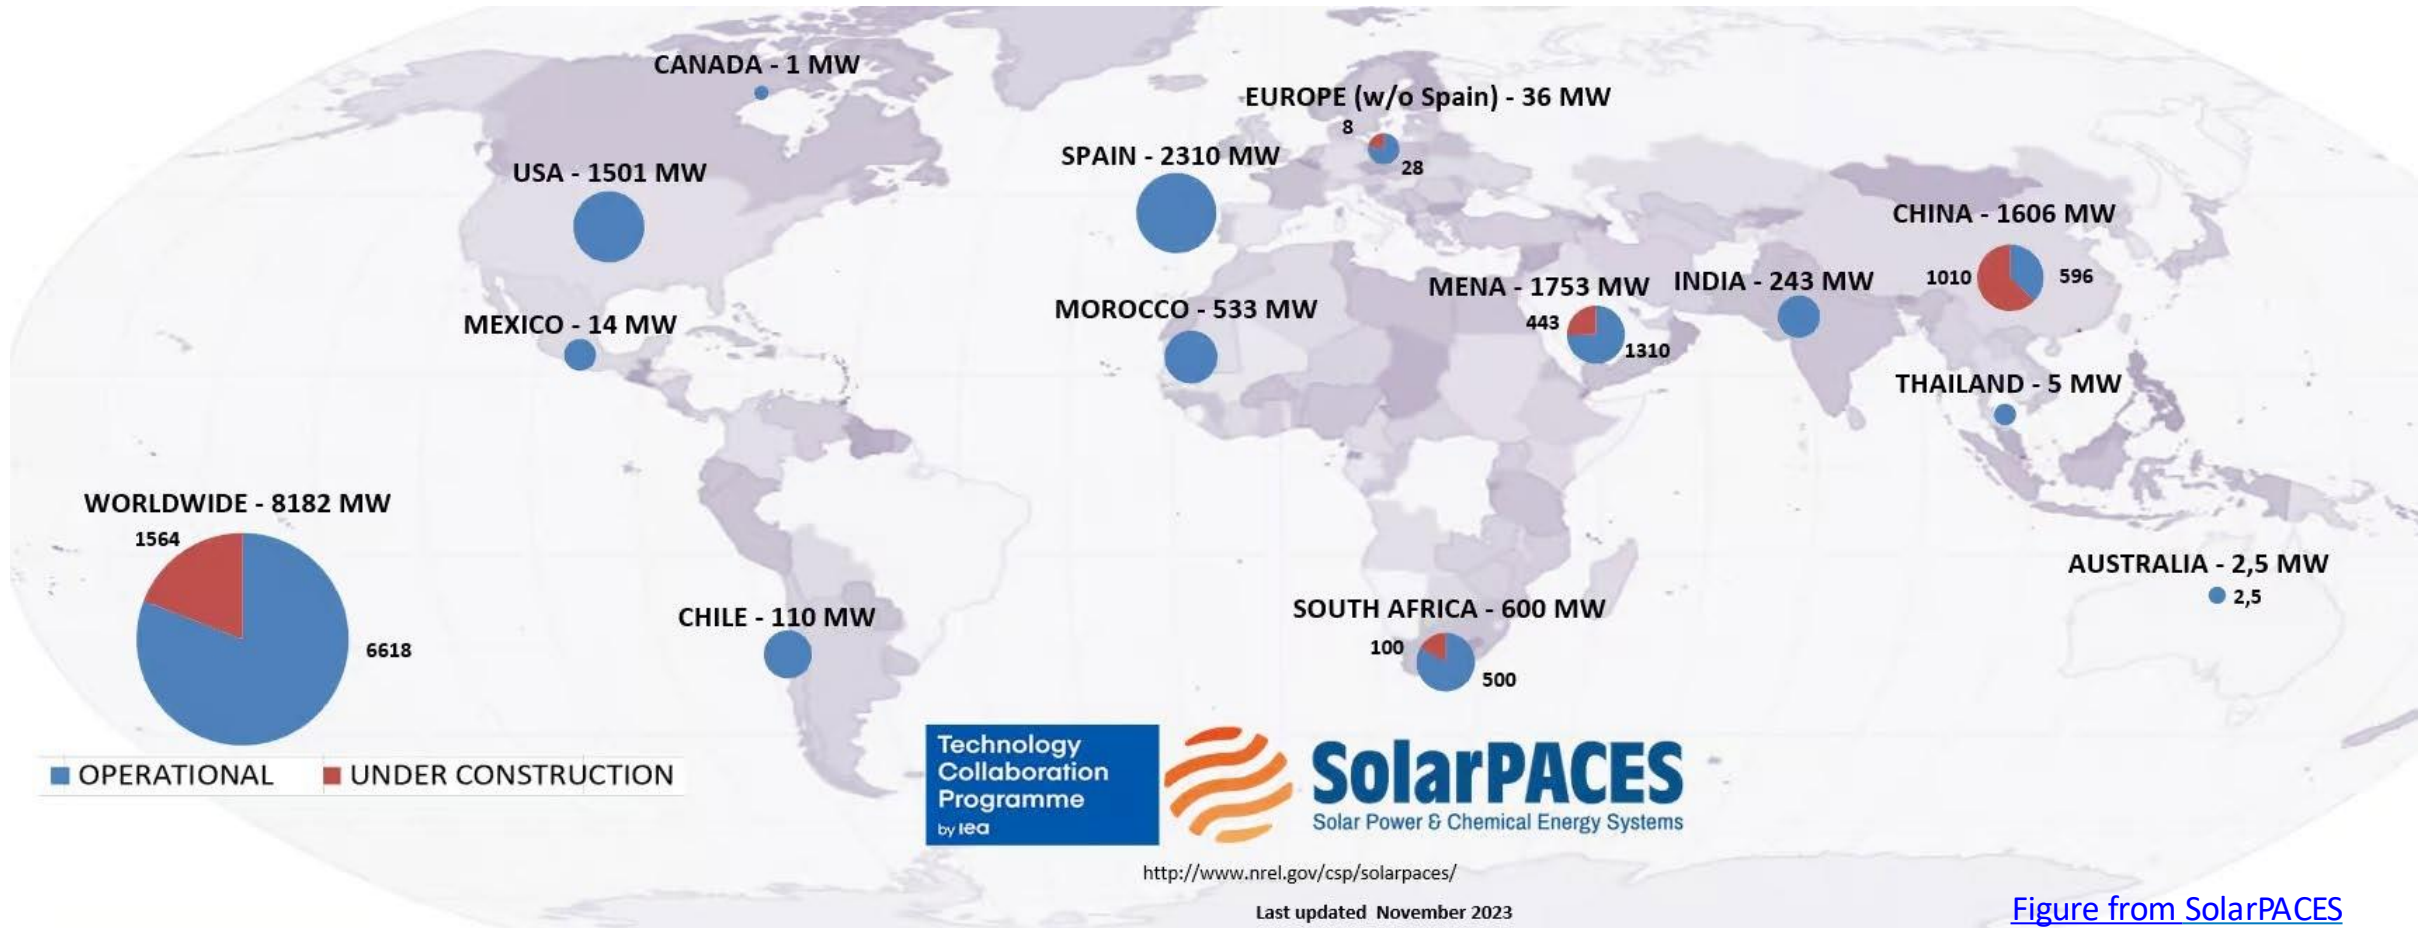 CANADA - 1 MW
EUROPE (w/o Spain) - 36 MW
8
28
SPAIN - 2310 MW
USA - 1501 MW
CHINA - 1606 MW
1010
596
MENA - 1753 MW
443
1310
INDIA - 243 MW
MOROCCO - 533 MW
MEXICO - 14 MW
THAILAND - 5 MW
WORLDWIDE - 8182 MW
1564
6618
AUSTRALIA - 2,5 MW
2,5
CHILE - 110 MW
SOUTH AFRICA - 600 MW
100
500
OPERATIONAL
UNDER CONSTRUCTION
Technology
Collaboration
Programme
by iea
SolarPACES
Solar Power & Chemical Energy Systems
http://www.nrel.gov/csp/solarpaces/
Last updated November 2023
Figure from SolarPACES